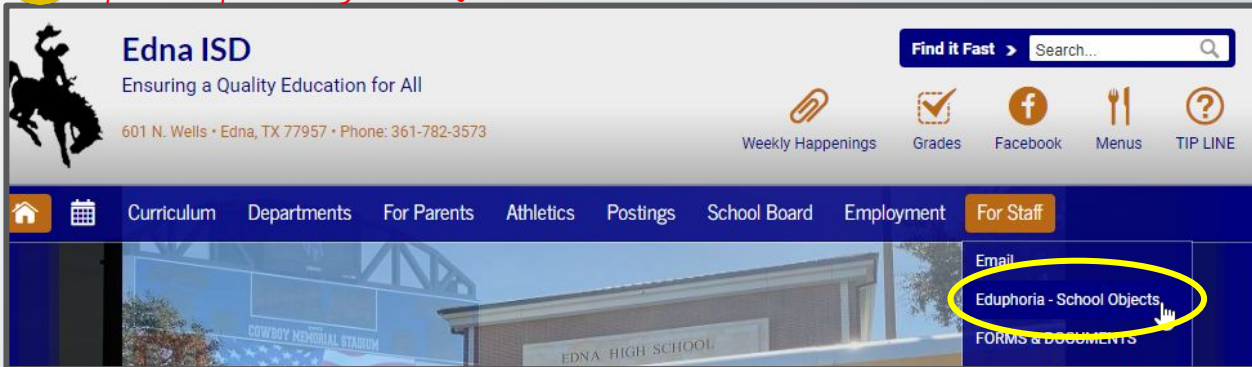 Edna ISD
Ensuring a Quality Education for All
601 N. Wells • Edna, TX 77957 • Phone: 361-782-3573
Find it Fast > Search...
Weekly Happenings Grades Facebook Menus TIP LINE
Curriculum Departments For Parents Athletics Postings School Board Employment For Staff
Email
Eduphoria - School Objects
FORMS & DOCUMENTS
COWBOY MEMORIAL STADIUM
EDNA HIGH SCHOOL